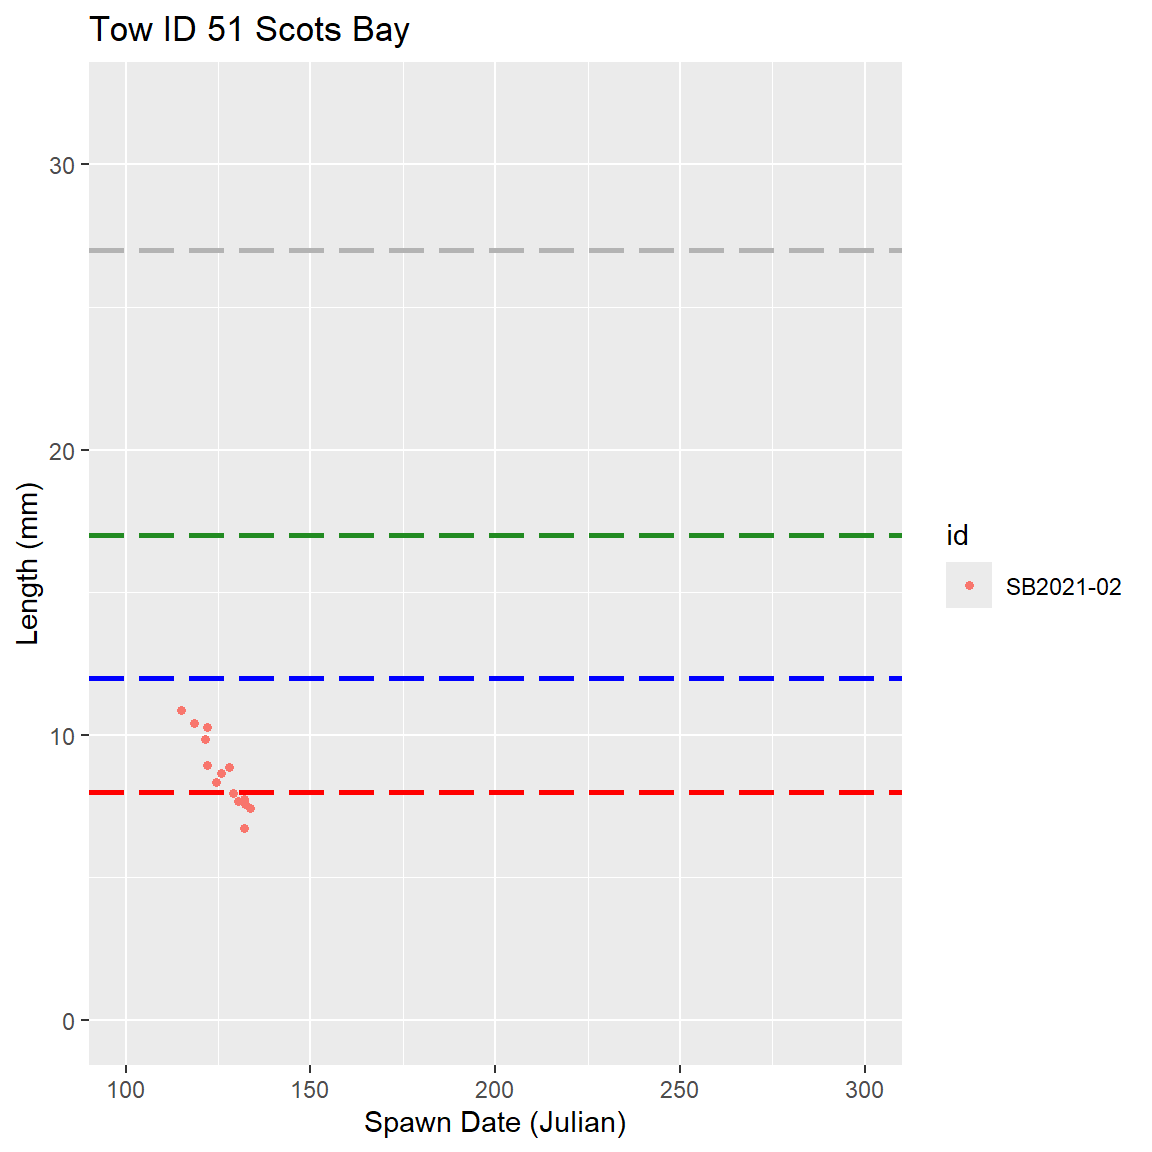 Tow ID 51 Scots Bay
30
20
10
0
Length (mm)
100 150 200 250 300
Spawn Date (Julian)
id
SB2021-02